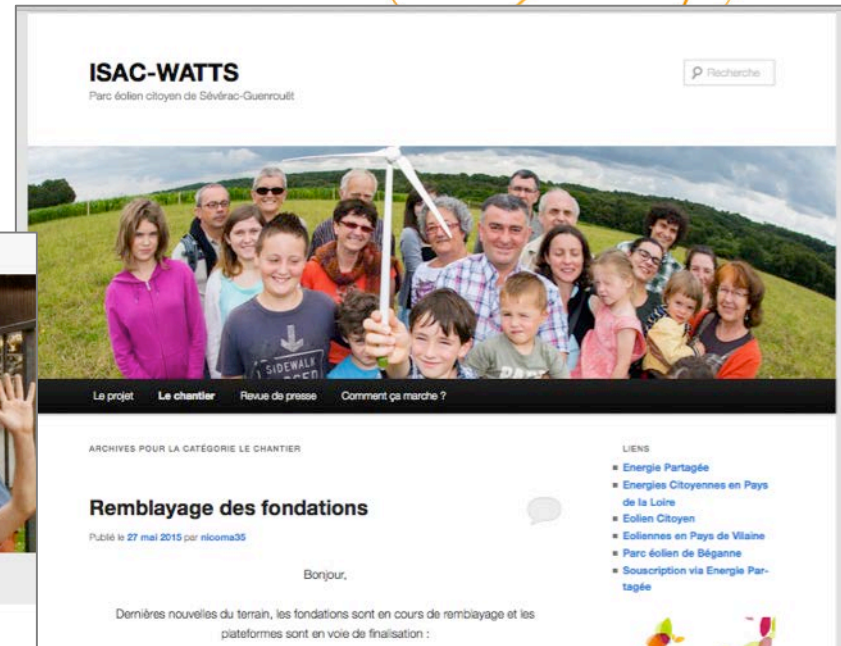 ISAC-WATTS
Parc éolien citoyen de Sévérac-Guenrouët
Recherche
SIDEWALK
Le projet Le chantier Revue de presse Comment ça marche ?
ARCHIVES POUR LA CATÉGORIE LE CHANTIER
Remblayage des fondations
Publié le 27 mai 2015 par nicoma35
Bonjour,
Dernières nouvelles du terrain, les fondations sont en cours de remblayage et les
plateformes sont en voie de finalisation :
LIENS
Energie Partagée
Energies Citoyennes en Pays
de la Loire
Eolien Citoyen
Eoliennes en Pays de Vilaine
Parc éolien de Béganne
Souscription via Energie Par-
tagée